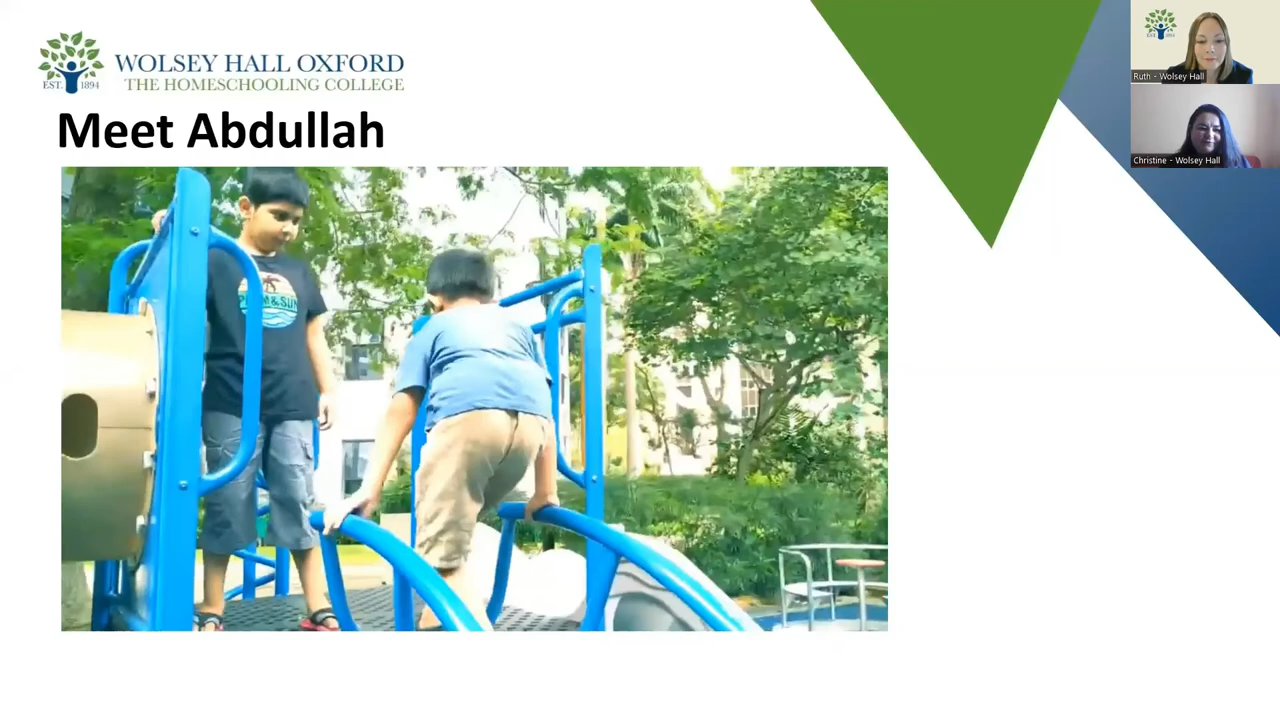 WOLSEY HALL OXFORD
EST. 1894
THE HOMESCHOOLING COLLEGE
Meet Abdullah
Ruth - Wolsey Hall
Christine - Wolsey Hall